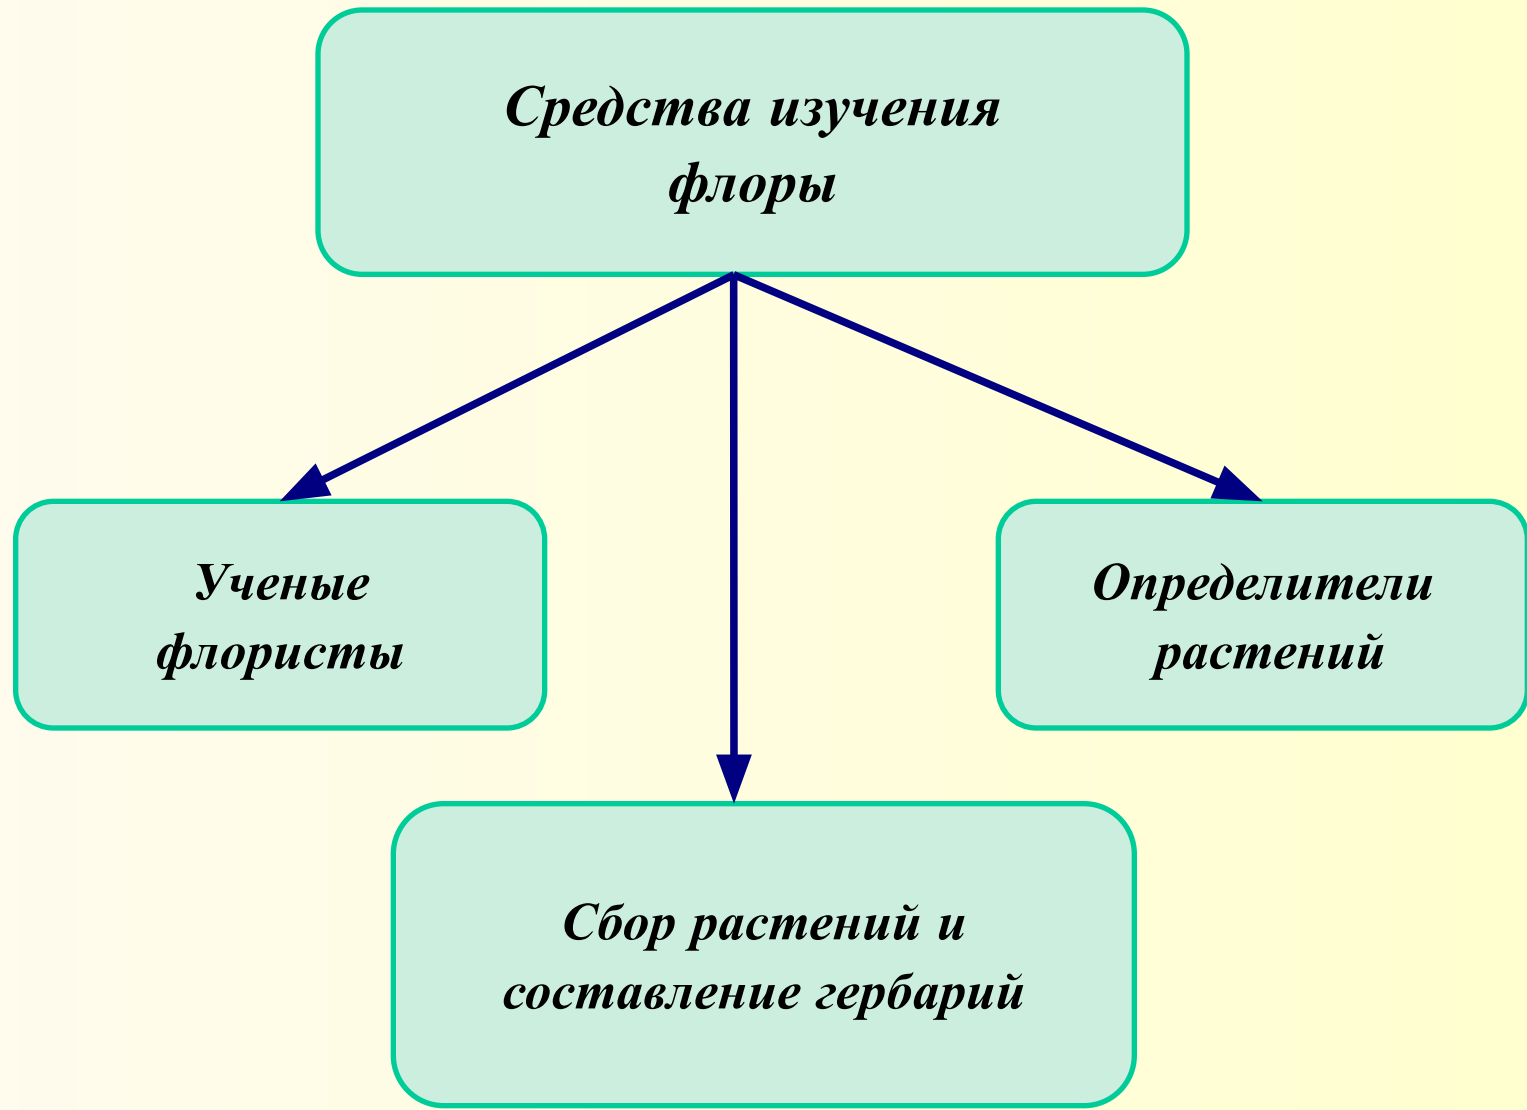 Средства изучения
флоры
Ученые
флористы
Определители
растений
Сбор растений и
составление гербарий